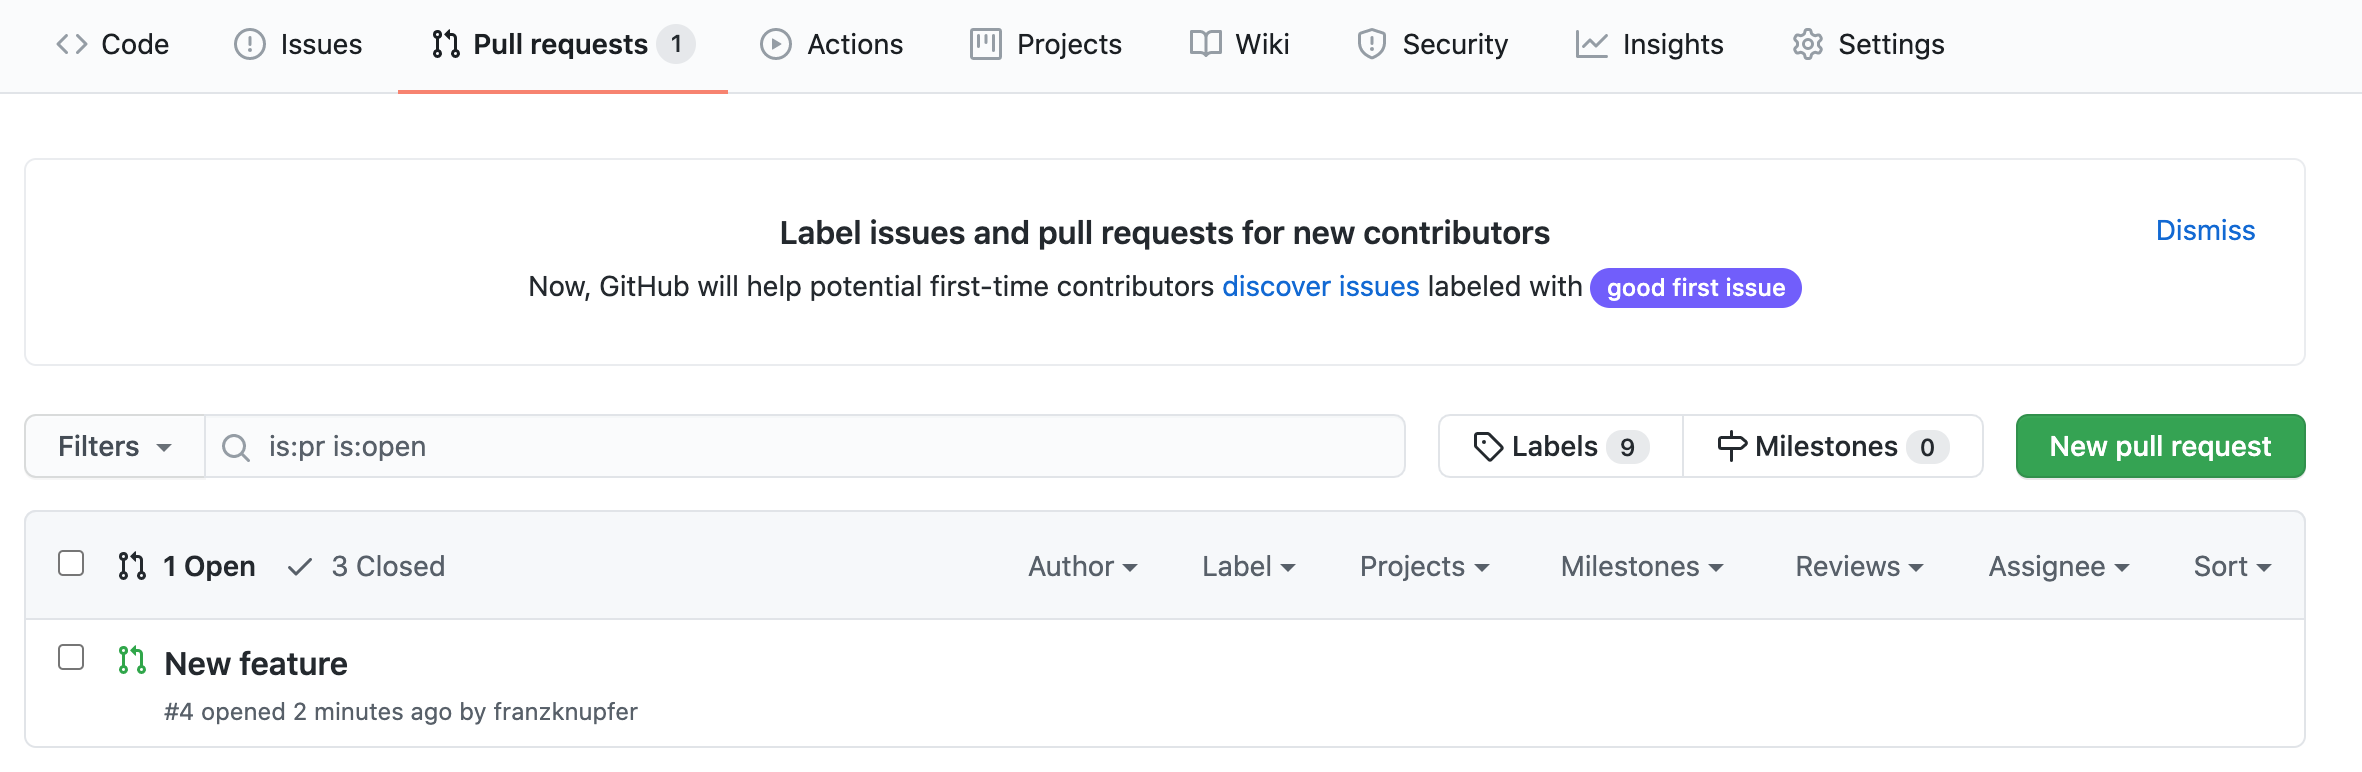 Code Issues Pull requests 1 Actions Projects Wiki Security Insights Settings
Label issues and pull requests for new contributors
Dismiss
Now, GitHub will help potential first-time contributors discover issues labeled with good first issue
Filters is:pr is:open Labels 9 Milestones 0 New pull request
1 Open 3 Closed Author Label Projects Milestones Reviews Assignee Sort
New feature
#4 opened 2 minutes ago by franzknupfer